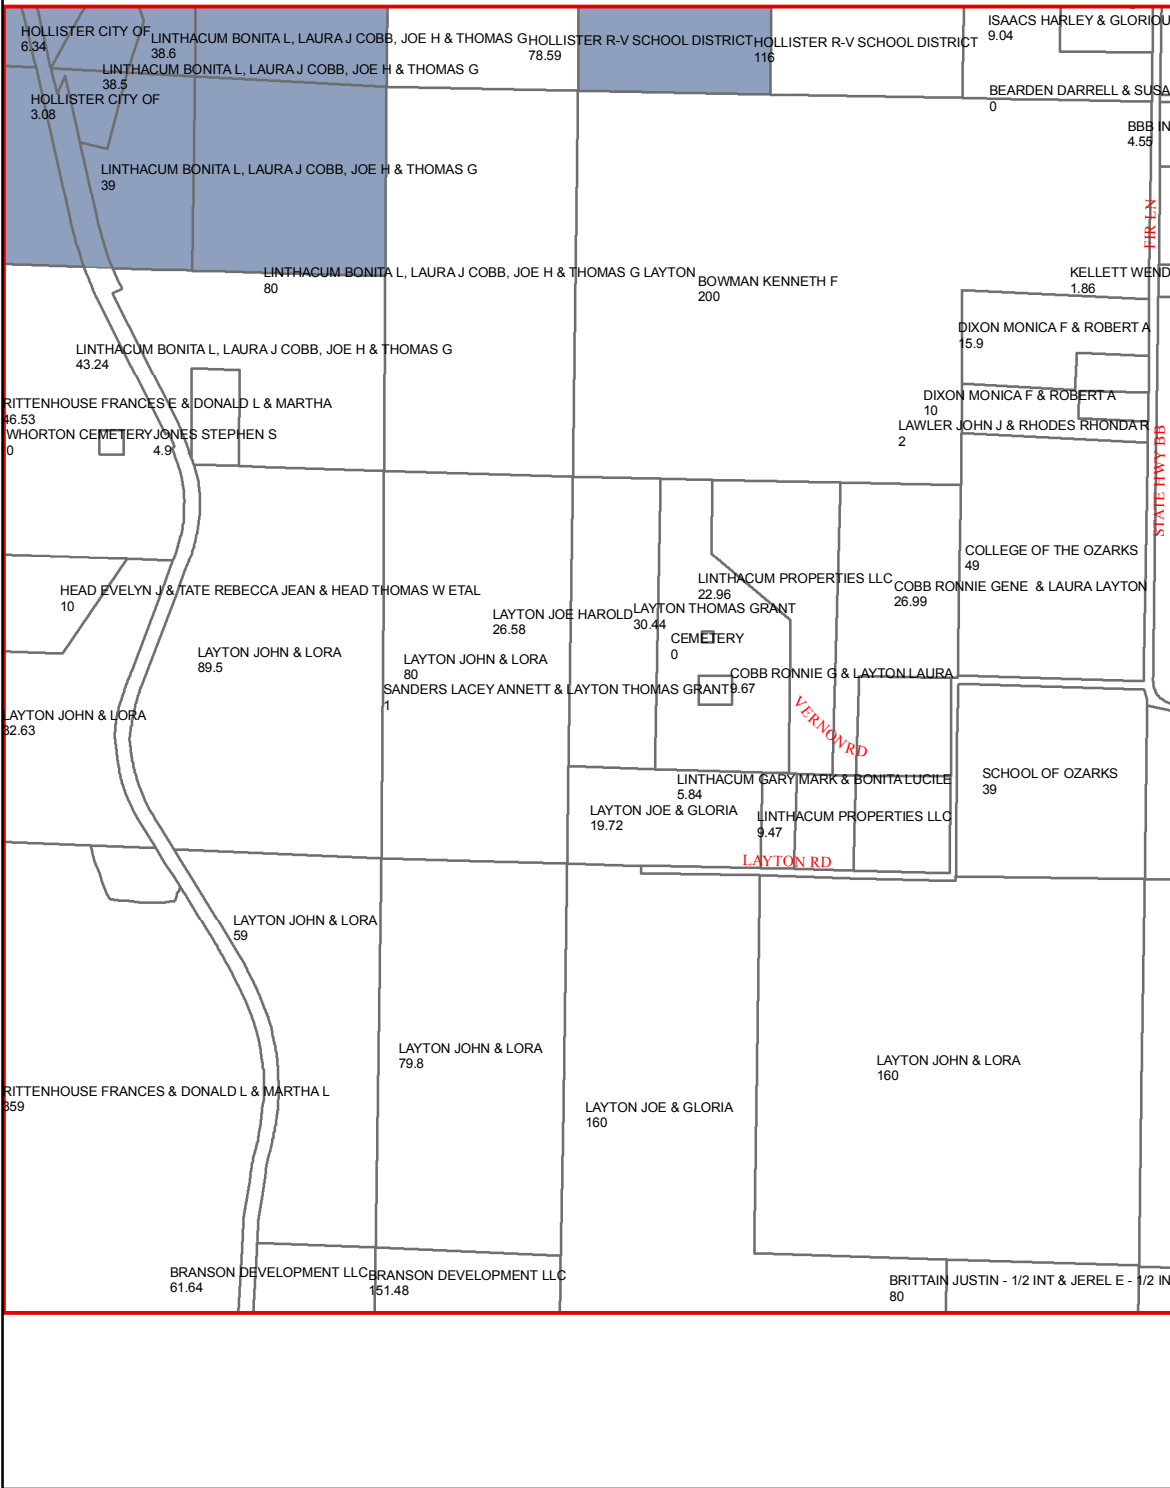 HOLLISTER CITY OF
6.34
LINTHACUM BONITA L, LAURA J COBB, JOE H & THOMAS G
38.6
HOLLISTER R-V SCHOOL DISTRICT
78.59
HOLLISTER R-V SCHOOL DISTRICT
116
ISAACS HARLEY & GLORIOU
9.04
LINTHACUM BONITA L, LAURA J COBB, JOE H & THOMAS G
38.5
HOLLISTER CITY OF
3.08
BEARDEN DARRELL & SUSA
0
BBB IN
4.55
LINTHACUM BONITA L, LAURA J COBB, JOE H & THOMAS G
39
FIR LN
LINTHACUM BONITA L, LAURA J COBB, JOE H & THOMAS G LAYTON
80
BOWMAN KENNETH F
200
KELLETT WEND
1.86
DIXON MONICA F & ROBERT A
15.9
LINTHACUM BONITA L, LAURA J COBB, JOE H & THOMAS G
43.24
RITTENHOUSE FRANCES E & DONALD L & MARTHA
46.53
DIXON MONICA F & ROBERT A
10
LAWLER JOHN J & RHODES RHONDA R
2
WHORTON CEMETERY
0
JONES STEPHEN S
4.9
STATE HWY BB
COLLEGE OF THE OZARKS
49
LINTHACUM PROPERTIES LLC
22.96
COBB RONNIE GENE & LAURA LAYTON
26.99
HEAD EVELYN J & TATE REBECCA JEAN & HEAD THOMAS W ETAL
10
LAYTON JOE HAROLD
26.58
LAYTON THOMAS GRANT
30.44
CEMETERY
0
LAYTON JOHN & LORA
89.5
LAYTON JOHN & LORA
80
COBB RONNIE G & LAYTON LAURA
9.67
SANDERS LACEY ANNETT & LAYTON THOMAS GRANT
1
LAYTON JOHN & LORA
32.63
VERNON RD
LINTHACUM GARY MARK & BONITA LUCILE
5.84
SCHOOL OF OZARKS
39
LAYTON JOE & GLORIA
19.72
LINTHACUM PROPERTIES LLC
9.47
LAYTON RD
LAYTON JOHN & LORA
59
LAYTON JOHN & LORA
79.8
LAYTON JOHN & LORA
160
RITTENHOUSE FRANCES & DONALD L & MARTHA L
359
LAYTON JOE & GLORIA
160
BRANSON DEVELOPMENT LLC
61.64
BRANSON DEVELOPMENT LLC
151.48
BRITTAIN JUSTIN - 1/2 INT & JEREL E - 1/2 IN
80